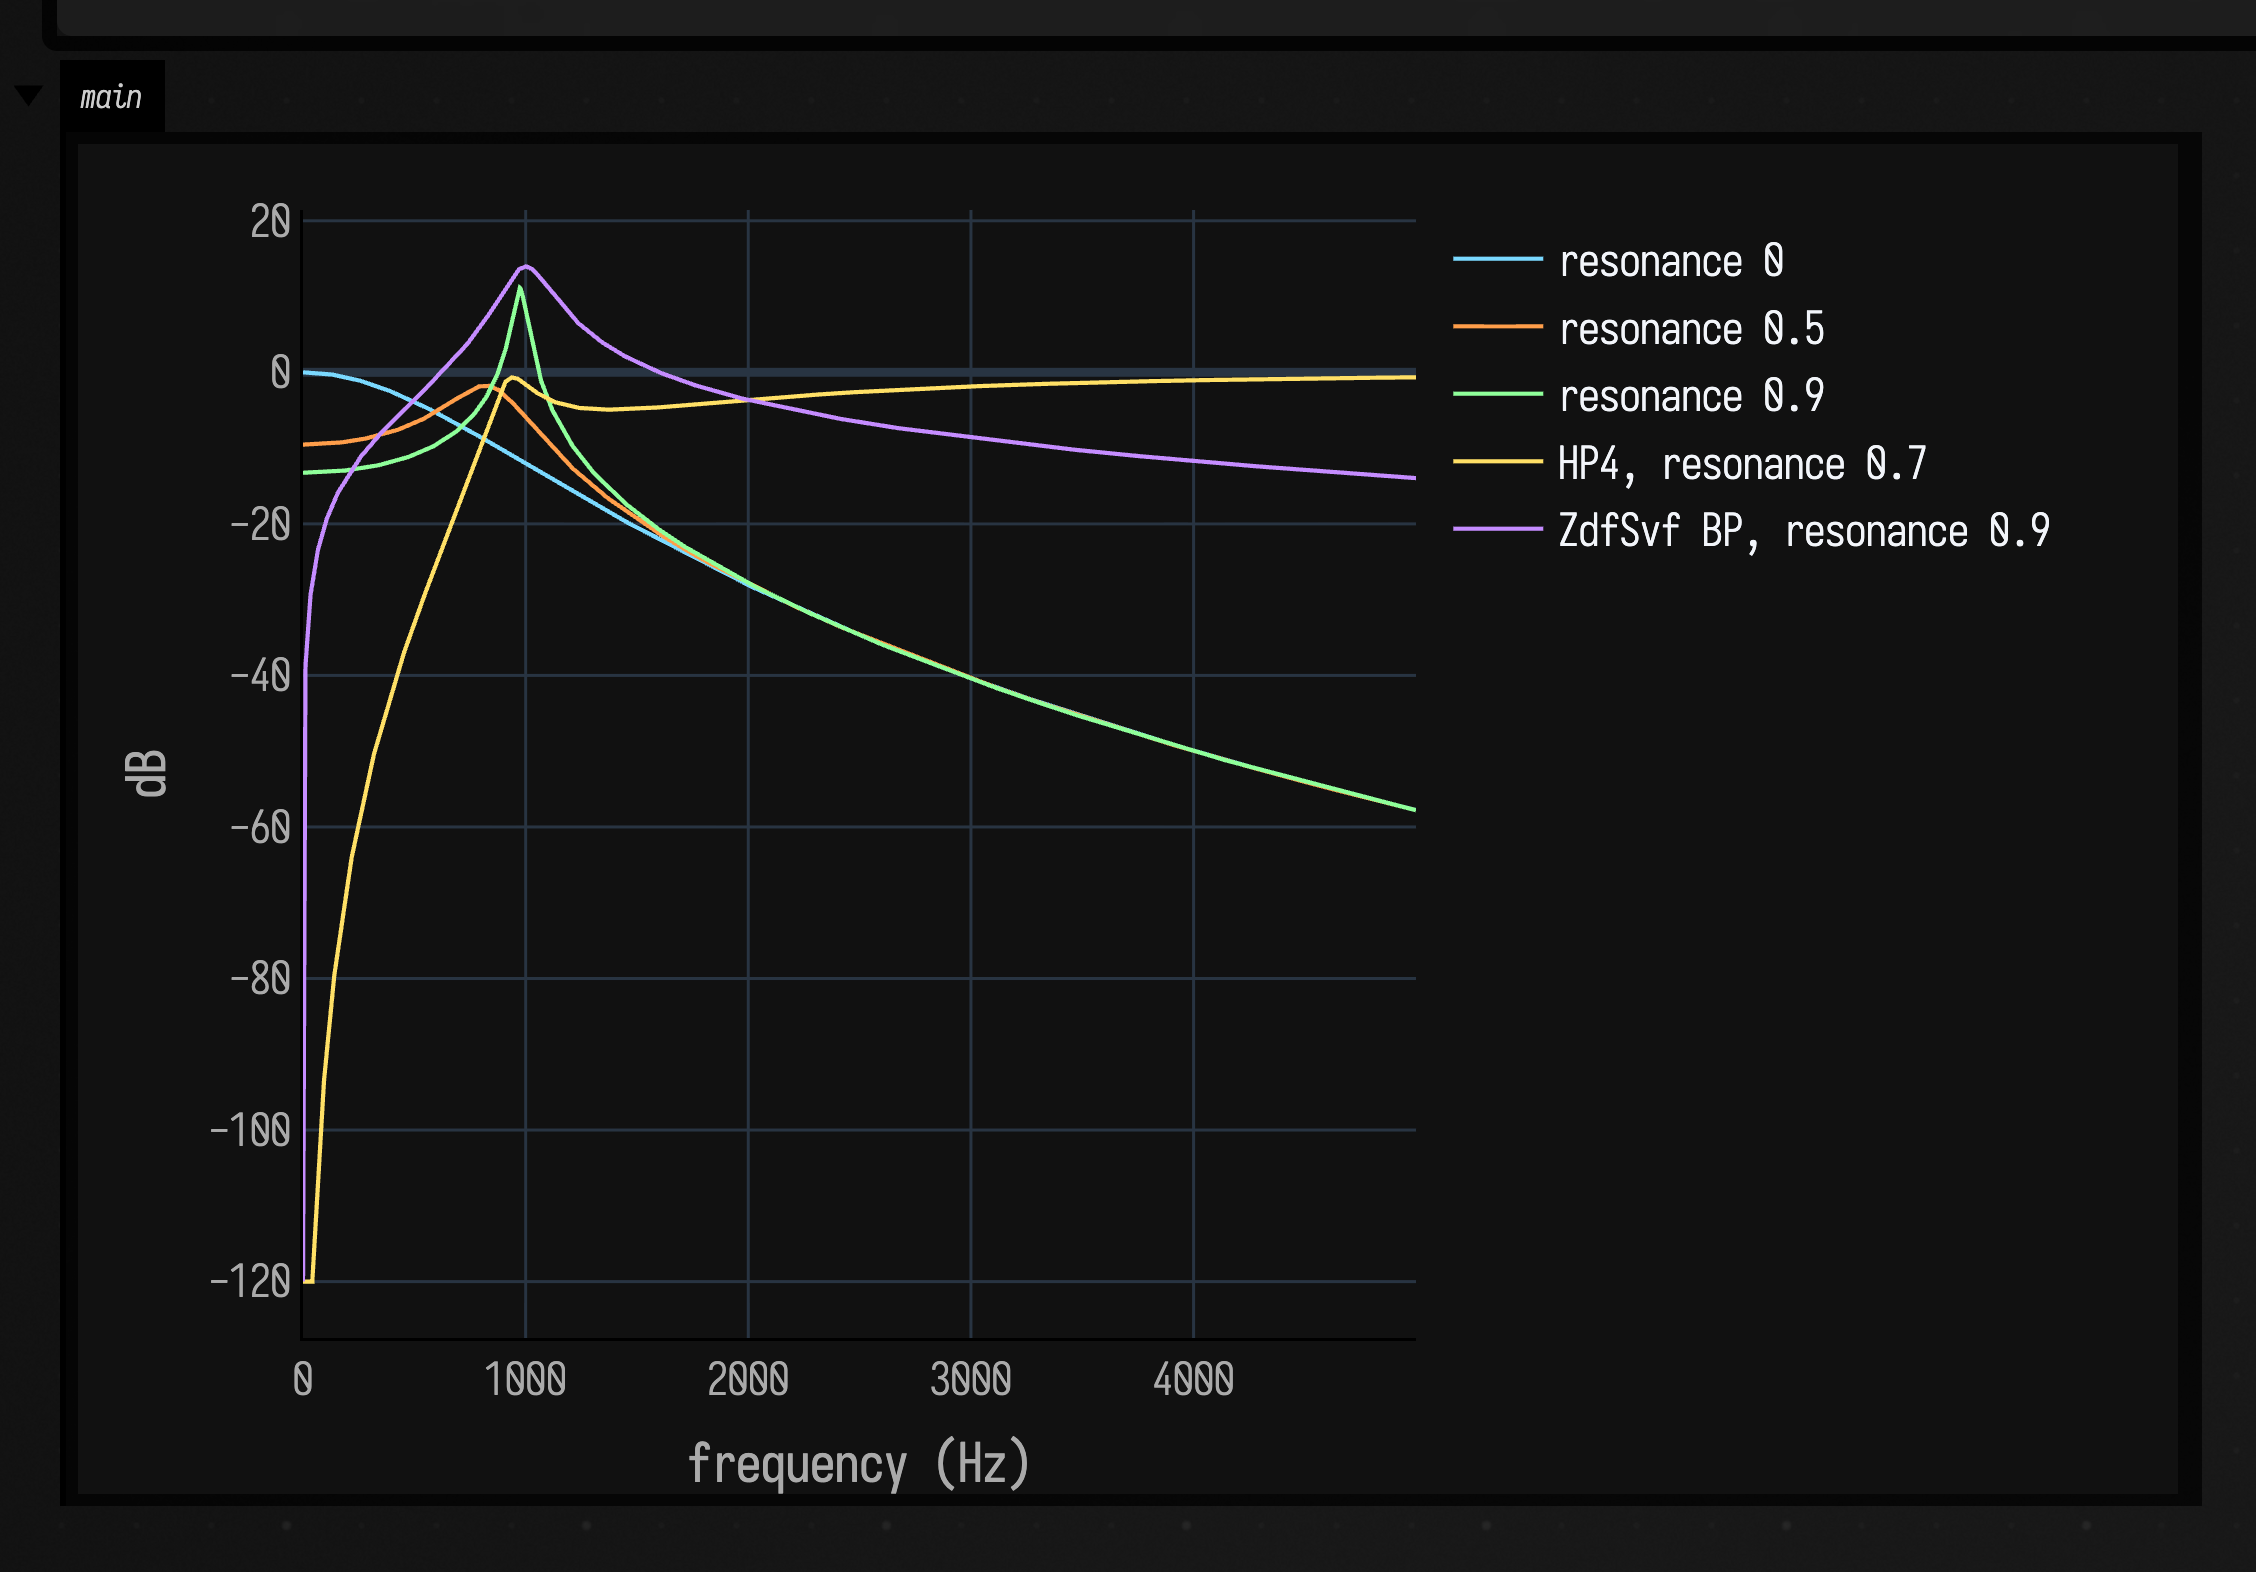 main
20
0
−20
−40
−60
−80
−100
−120
dB
0 1000 2000 3000 4000
frequency (Hz)
resonance 0
resonance 0.5
resonance 0.9
HP4, resonance 0.7
ZdfSvf BP, resonance 0.9